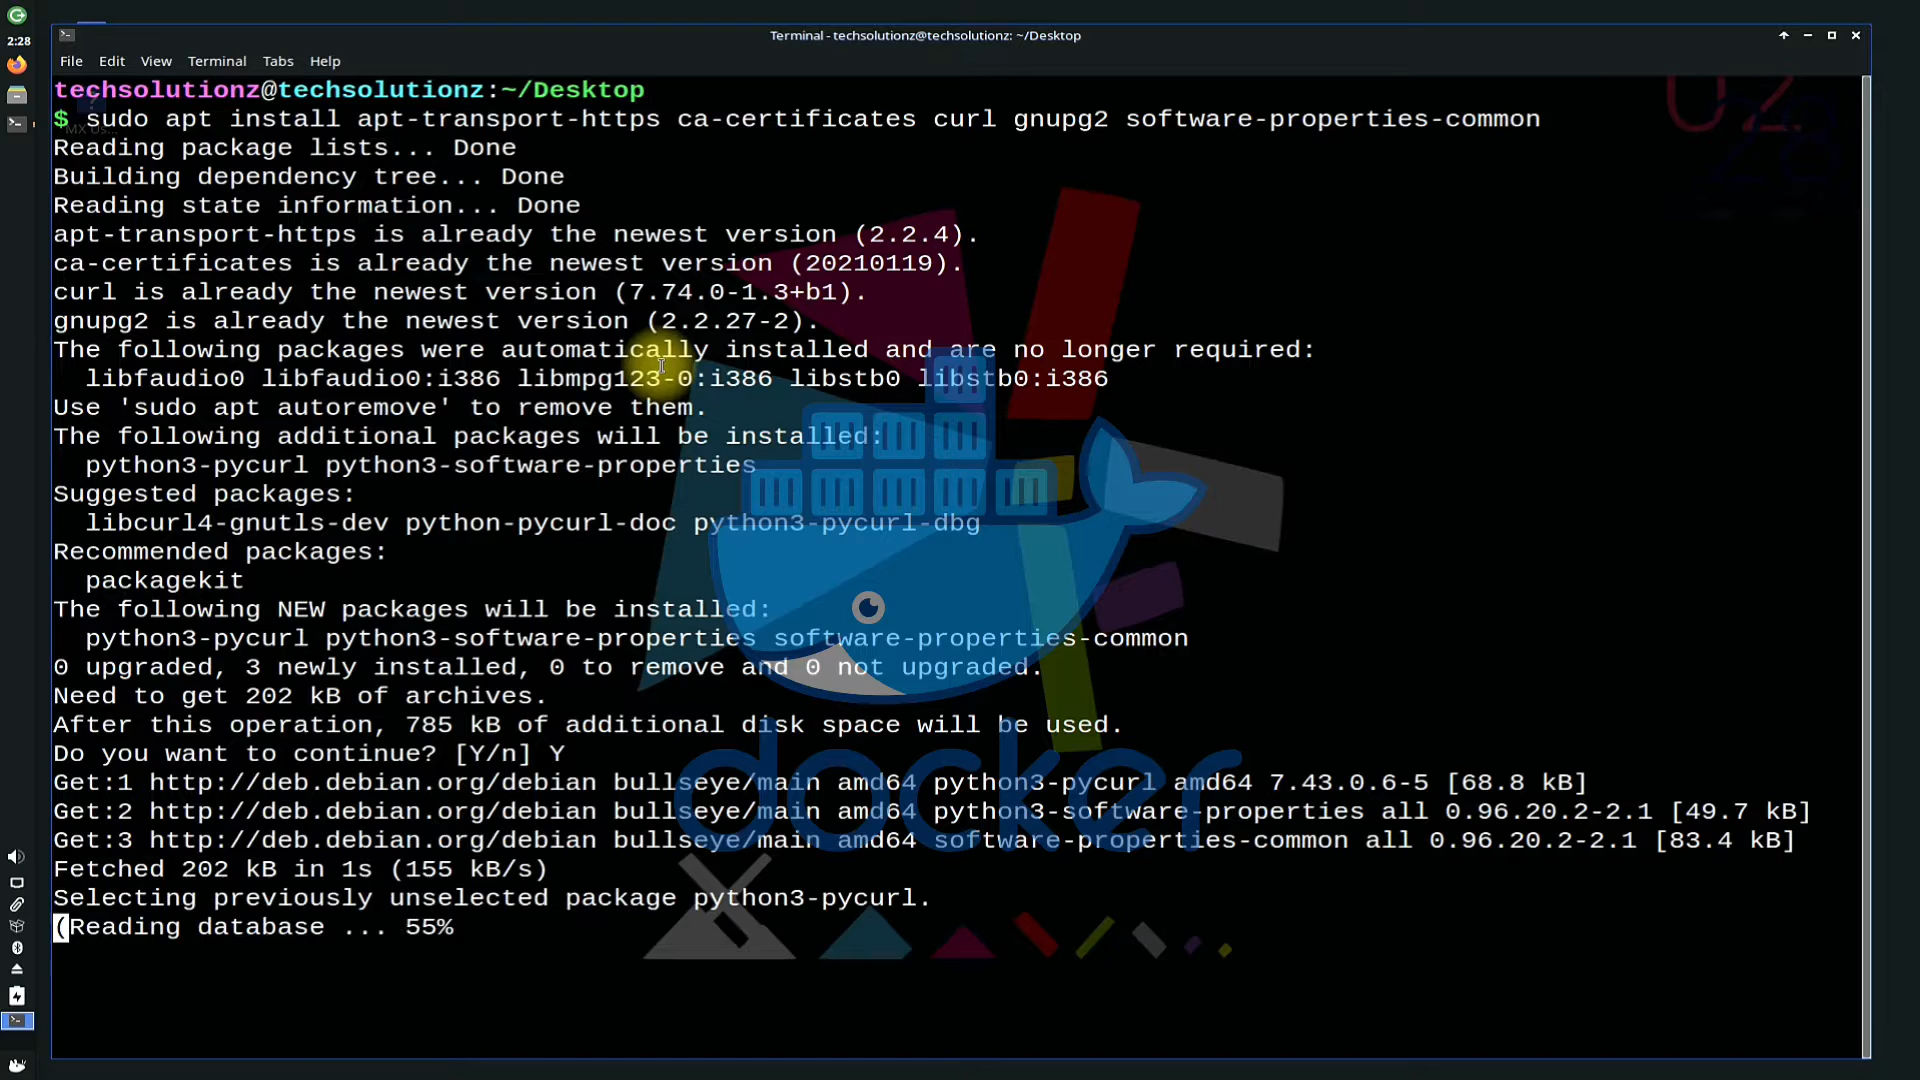 2:28
Terminal - techsolutionz@techsolutionz: ~/Desktop
File Edit View Terminal Tabs Help
techsolutionz@techsolutionz:~/Desktop
$ sudo apt install apt-transport-https ca-certificates curl gnupg2 software-properties-common
MX Us...
Reading package lists... Done
Building dependency tree... Done
Reading state information... Done
apt-transport-https is already the newest version (2.2.4).
ca-certificates is already the newest version (20210119).
curl is already the newest version (7.74.0-1.3+b1).
gnupg2 is already the newest version (2.2.27-2).
The following packages were automatically installed and are no longer required:
  libfaudio0 libfaudio0:i386 libmpg123-0:i386 libstb0 libstb0:i386
Use 'sudo apt autoremove' to remove them.
The following additional packages will be installed:
  python3-pycurl python3-software-properties
Suggested packages:
  libcurl4-gnutls-dev python-pycurl-doc python3-pycurl-dbg
Recommended packages:
  packagekit
The following NEW packages will be installed:
  python3-pycurl python3-software-properties software-properties-common
0 upgraded, 3 newly installed, 0 to remove and 0 not upgraded.
Need to get 202 kB of archives.
After this operation, 785 kB of additional disk space will be used.
Do you want to continue? [Y/n] Y
Get:1 http://deb.debian.org/debian bullseye/main amd64 python3-pycurl amd64 7.43.0.6-5 [68.8 kB]
Get:2 http://deb.debian.org/debian bullseye/main amd64 python3-software-properties all 0.96.20.2-2.1 [49.7 kB]
Get:3 http://deb.debian.org/debian bullseye/main amd64 software-properties-common all 0.96.20.2-2.1 [83.4 kB]
Fetched 202 kB in 1s (155 kB/s)
Selecting previously unselected package python3-pycurl.
(Reading database ... 55%
docker